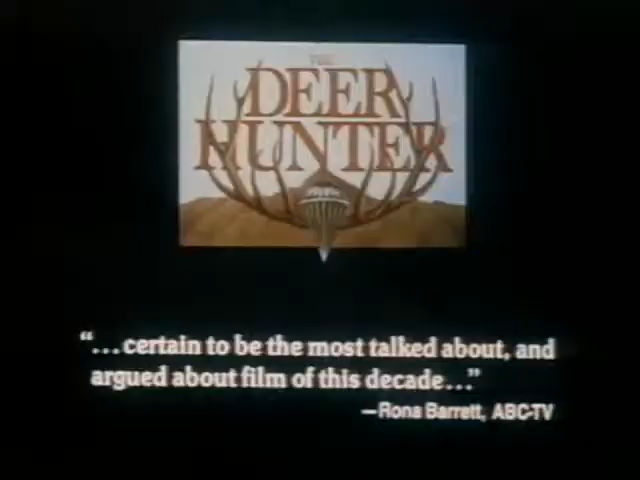 THE
DEER
HUNTER
“...certain to be the most talked about, and
argued about film of this decade...”
—Rona Barrett, ABC-TV